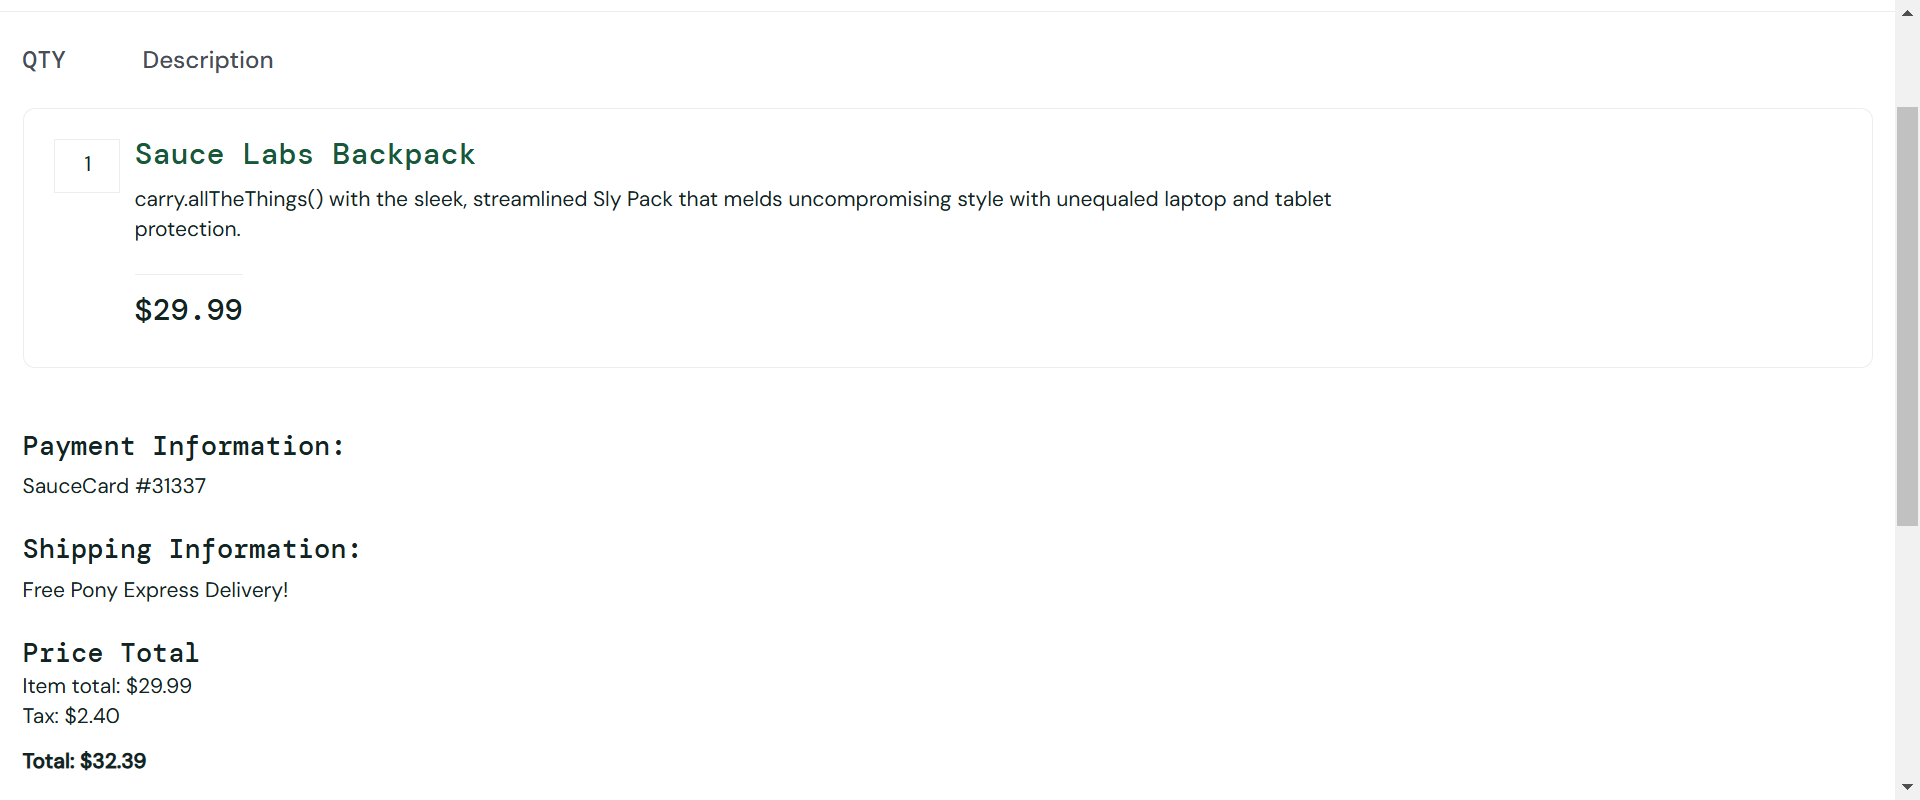 QTY Description
1 Sauce Labs Backpack
carry.allTheThings() with the sleek, streamlined Sly Pack that melds uncompromising style with unequaled laptop and tablet
protection.
$29.99
Payment Information:
SauceCard #31337
Shipping Information:
Free Pony Express Delivery!
Price Total
Item total: $29.99
Tax: $2.40
Total: $32.39